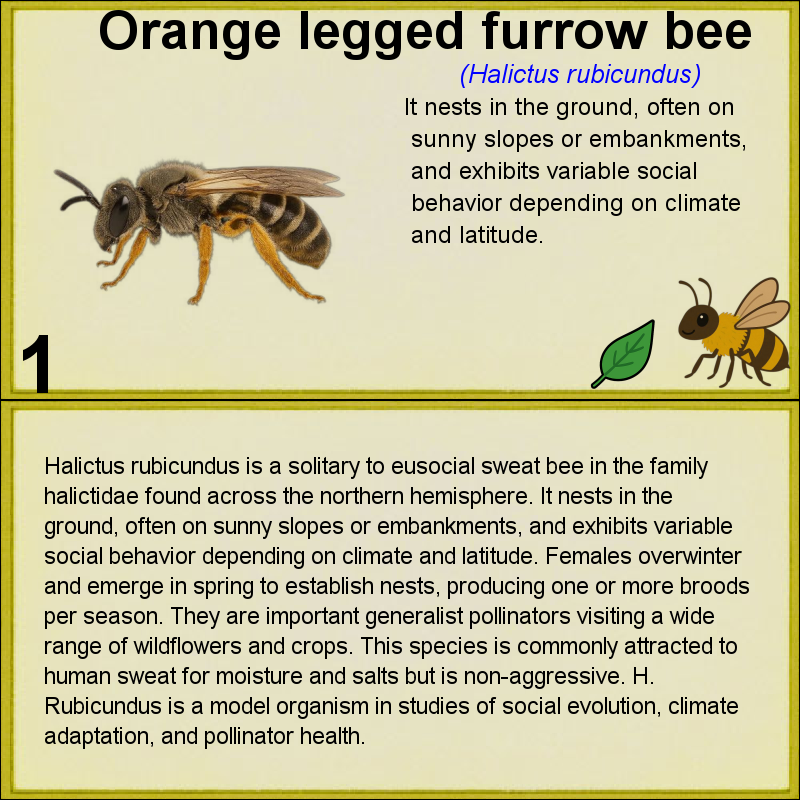 Orange legged furrow bee
(Halictus rubicundus)
It nests in the ground, often on
sunny slopes or embankments,
and exhibits variable social
behavior depending on climate
and latitude.
1
Halictus rubicundus is a solitary to eusocial sweat bee in the family
halictidae found across the northern hemisphere. It nests in the
ground, often on sunny slopes or embankments, and exhibits variable
social behavior depending on climate and latitude. Females overwinter
and emerge in spring to establish nests, producing one or more broods
per season. They are important generalist pollinators visiting a wide
range of wildflowers and crops. This species is commonly attracted to
human sweat for moisture and salts but is non-aggressive. H.
Rubicundus is a model organism in studies of social evolution, climate
adaptation, and pollinator health.